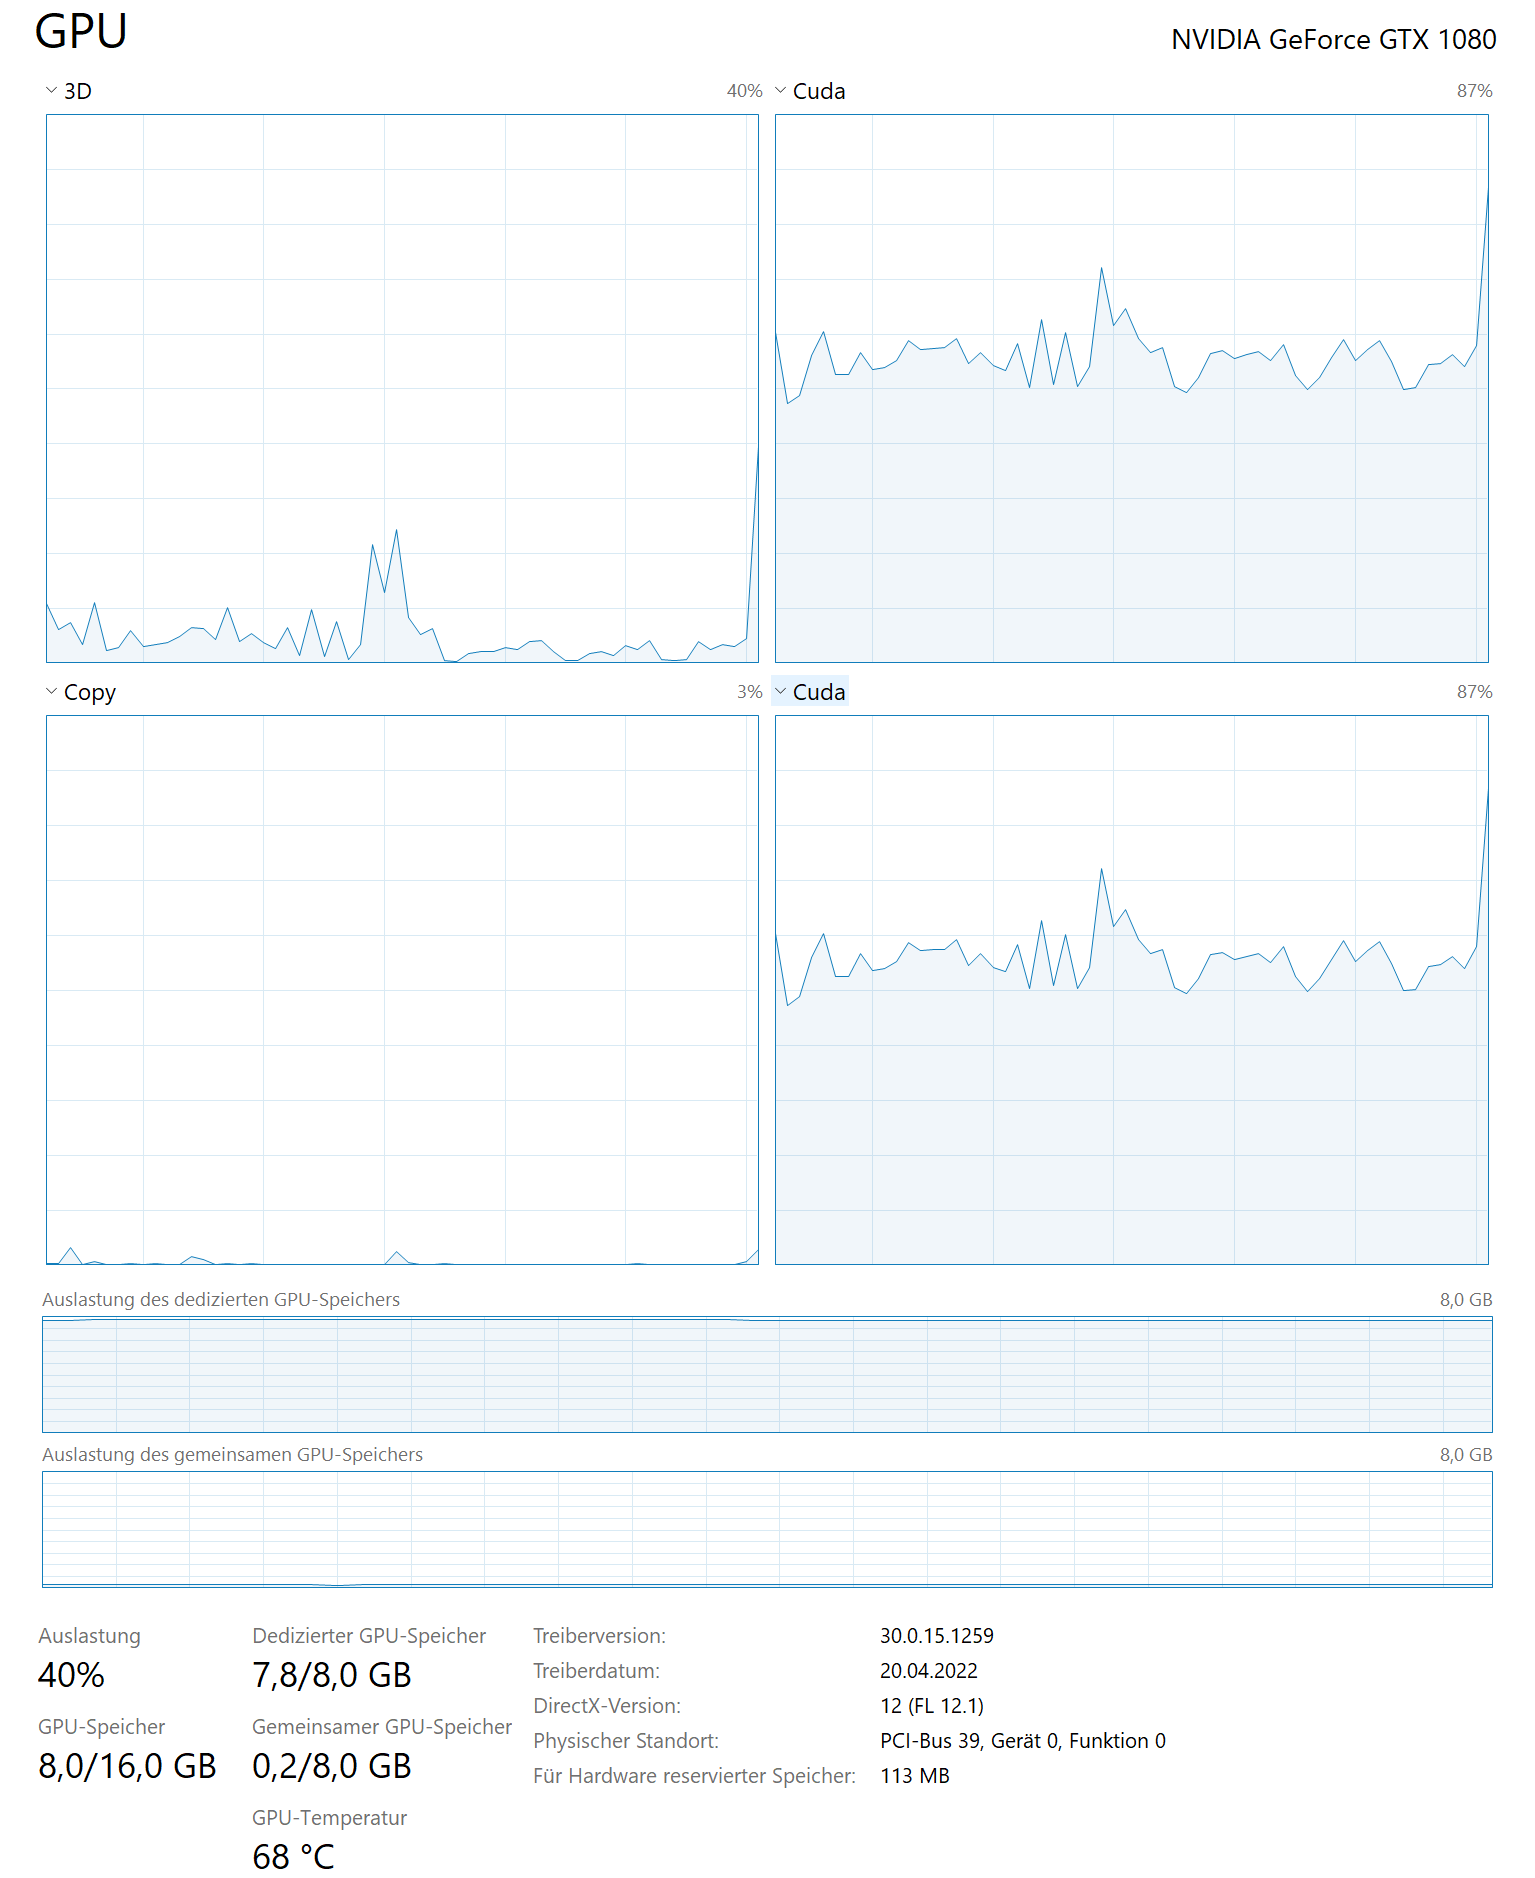 GPU
NVIDIA GeForce GTX 1080
3D 40%
Cuda 87%
Copy 3%
Cuda 87%
Auslastung des dedizierten GPU-Speichers 8,0 GB
Auslastung des gemeinsamen GPU-Speichers 8,0 GB
Auslastung
40%
Dedizierter GPU-Speicher
7,8/8,0 GB
GPU-Speicher
8,0/16,0 GB
Gemeinsamer GPU-Speicher
0,2/8,0 GB
GPU-Temperatur
68 °C
Treiberversion: 30.0.15.1259
Treiberdatum: 20.04.2022
DirectX-Version: 12 (FL 12.1)
Physischer Standort: PCI-Bus 39, Gerät 0, Funktion 0
Für Hardware reservierter Speicher: 113 MB